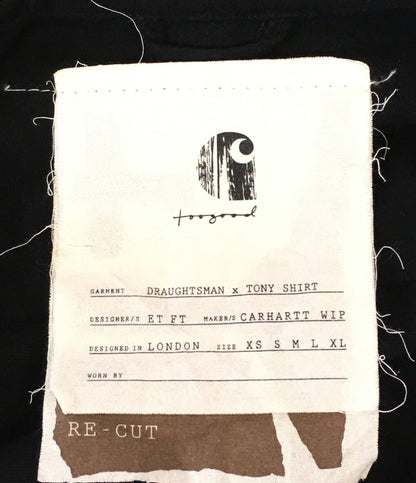 toogood
GARMENT DRAUGHTSMAN x TONY SHIRT
DESIGNER/S ET FT MAKER/S CARHARTT WIP
DESIGNED IN LONDON SIZE XS S M L XL
WORN BY
RE-CUT